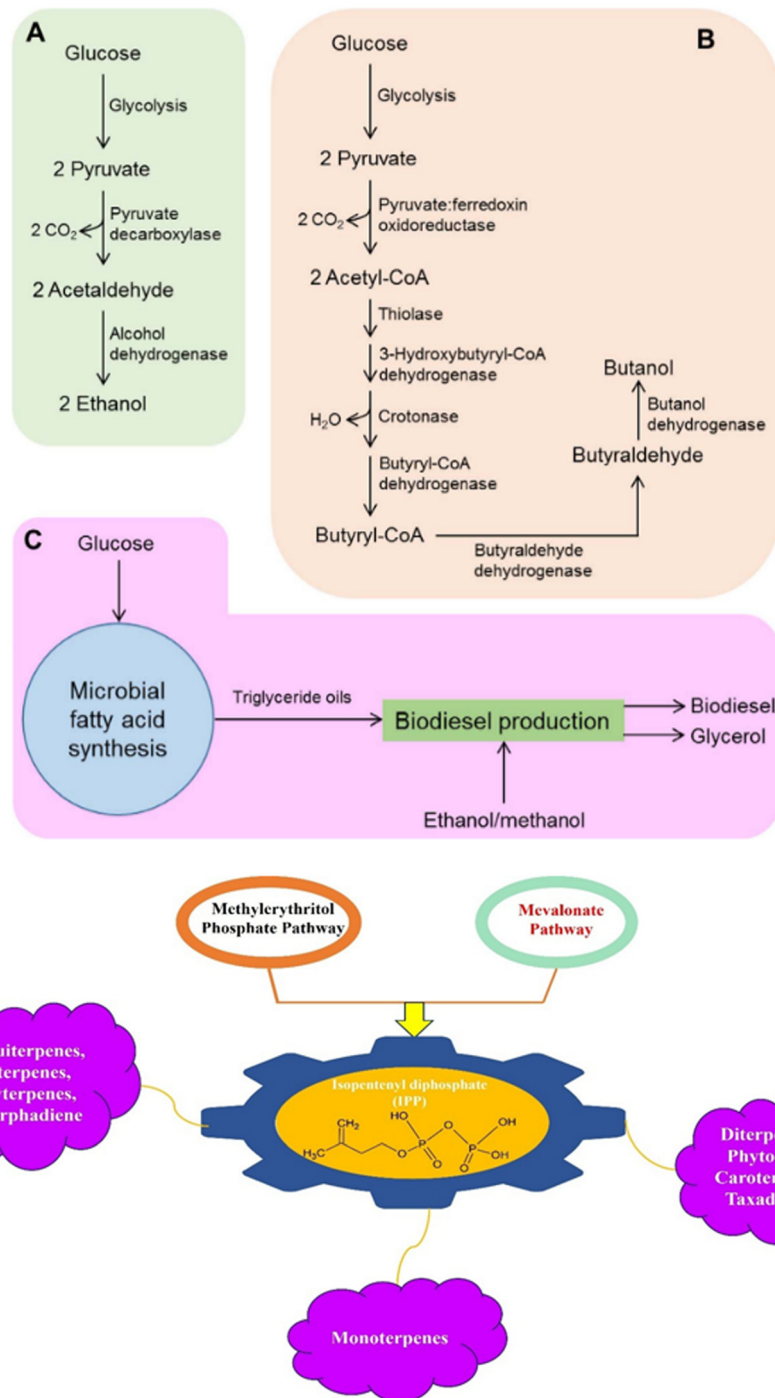 A
Glucose
Glycolysis
2 Pyruvate
2 CO₂
Pyruvate
decarboxylase
2 Acetaldehyde
Alcohol
dehydrogenase
2 Ethanol
B
Glucose
Glycolysis
2 Pyruvate
2 CO₂
Pyruvate:ferredoxin
oxidoreductase
2 Acetyl-CoA
Thiolase
3-Hydroxybutyryl-CoA
dehydrogenase
H₂O
Crotonase
Butyryl-CoA
dehydrogenase
Butyryl-CoA
Butyraldehyde
dehydrogenase
Butyraldehyde
Butanol
dehydrogenase
Butanol
C
Glucose
Microbial
fatty acid
synthesis
Triglyceride oils
Biodiesel production
Biodiesel
Glycerol
Ethanol/methanol
Methylerythritol
Phosphate Pathway
Mevalonate
Pathway
Isopentenyl diphosphate
(IPP)
CH₂
H₃C
O
HO
P
O
O
P
O
OH
OH
Monoterpenes